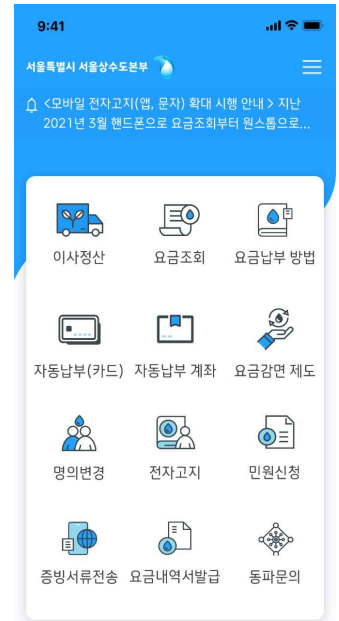 9:41
서울특별시 서울상수도본부
<모바일 전자고지(앱, 문자) 확대 시행 안내 > 지난
2021년 3월 핸드폰으로 요금조회부터 원스톱으로...
이사정산
요금조회
요금납부 방법
자동납부(카드)
자동납부 계좌
요금감면 제도
명의변경
전자고지
민원신청
증빙서류전송
요금내역서발급
동파문의